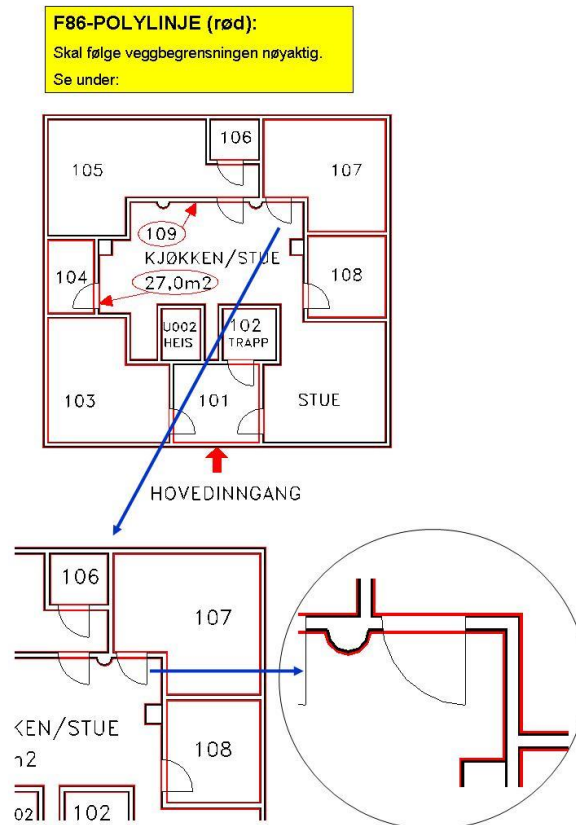 F86-POLYLINJE (rød):
Skal følge veggbegrensningen nøyaktig.
Se under:
106
105
107
109
KJØKKEN/STUE
104
27,0m2
108
U002
HEIS
102
TRAPP
103
101
STUE
HOVEDINNGANG
106
107
KEN/STUE
m2
108
02
102